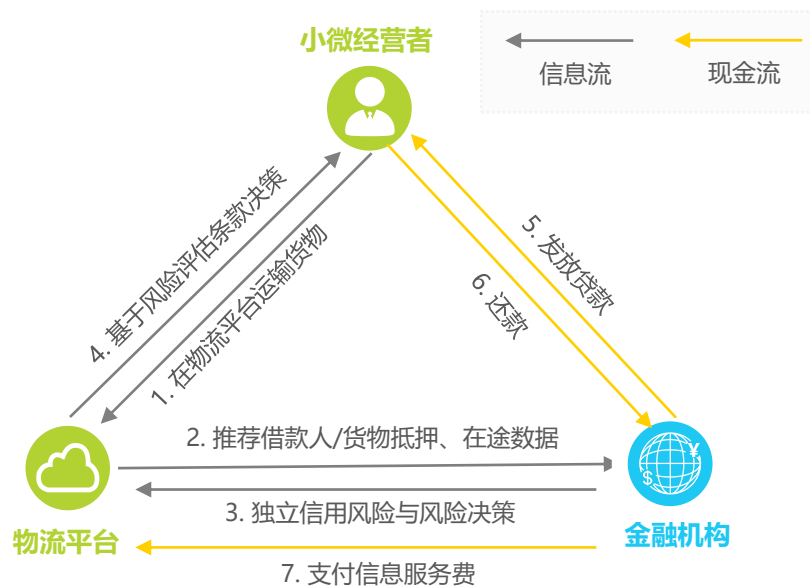 小微经营者
信息流
现金流
4. 基于风险评估条款决策
1. 在物流平台运输货物
5. 发放贷款
6. 还款
2. 推荐借款人/货物抵押、在途数据
¥
$
3. 独立信用风险与风险决策
物流平台
金融机构
7. 支付信息服务费